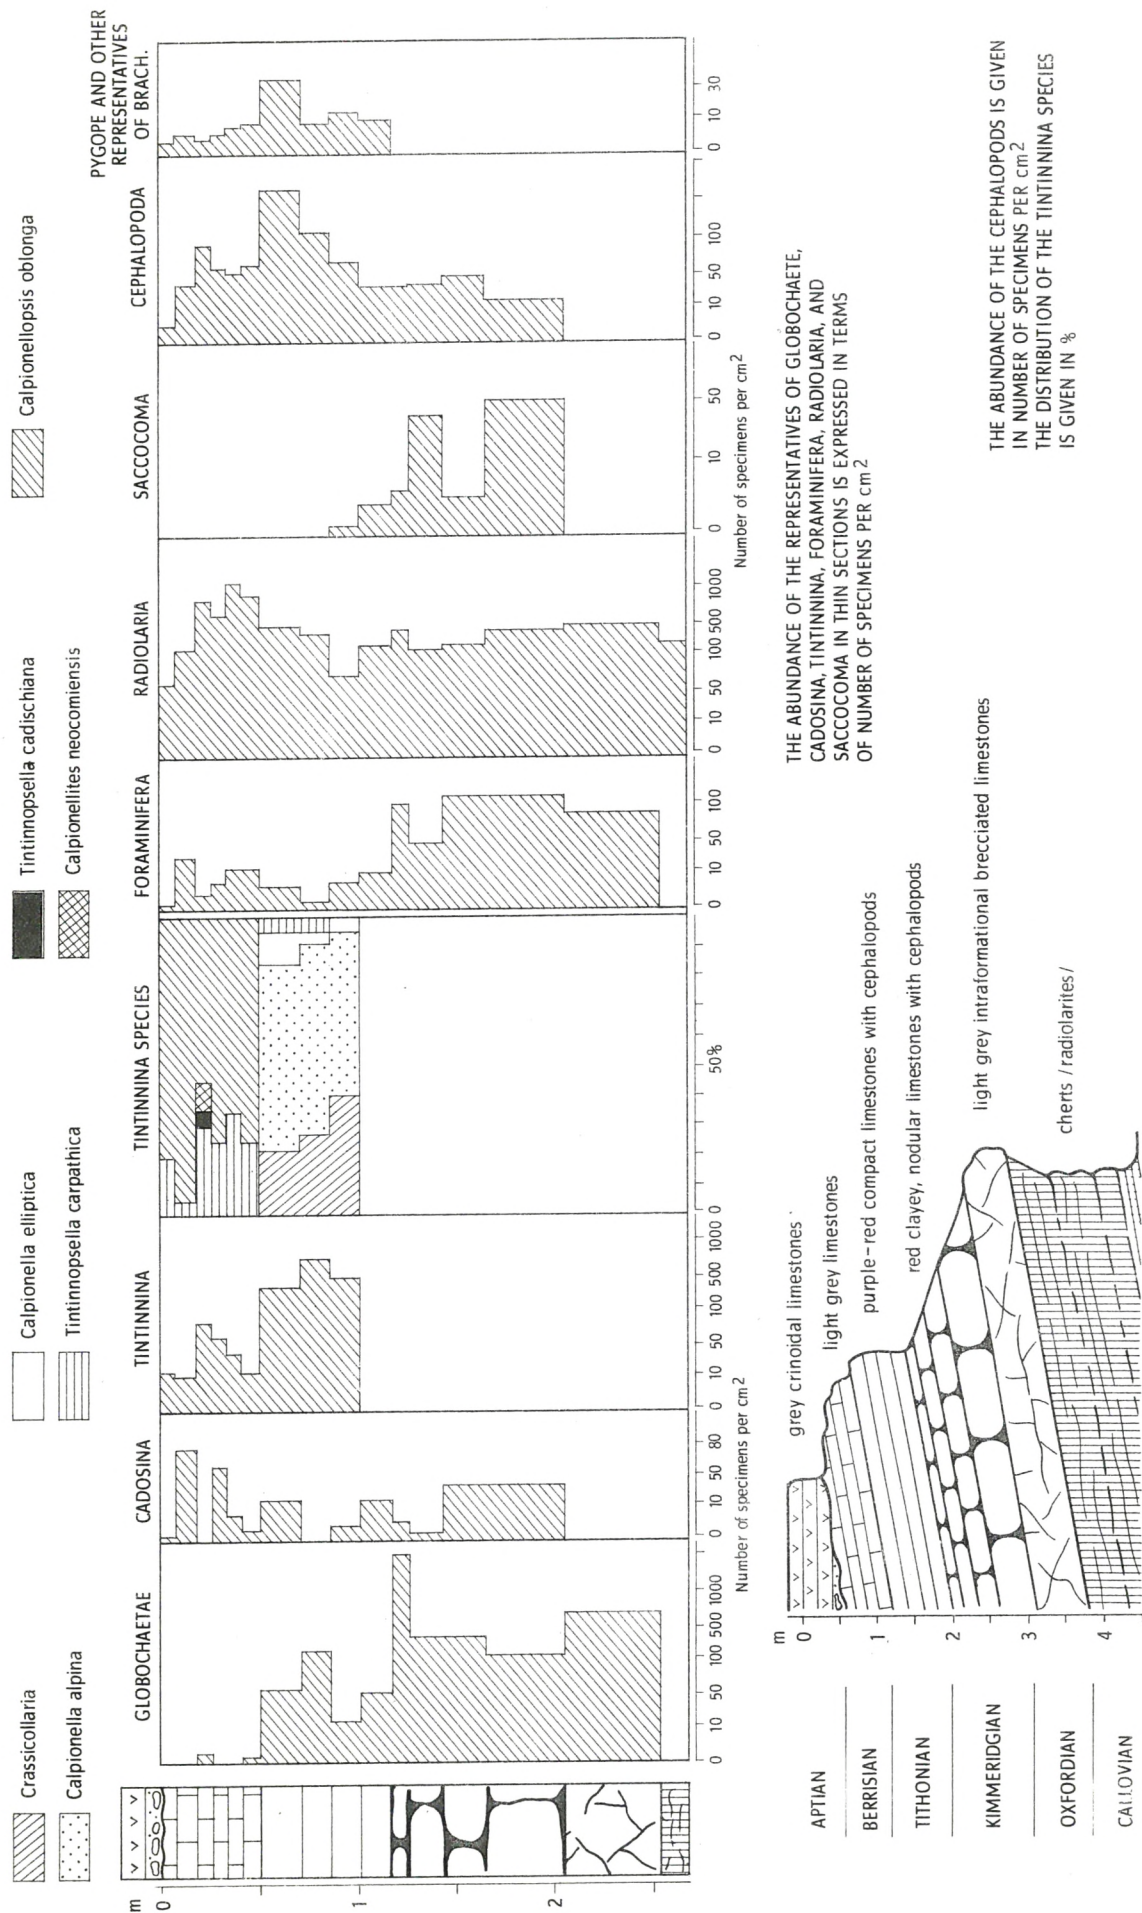 Crassicollaria
Calpionella alpina
Calpionella elliptica
Tintinnopsella carpathica
Tintinnopsella cadischiana
Calpionellites neocomiensis
Calpionellopsis oblonga
m
0
1
2
GLOBOCHAETAE
0
10
50
100
500
1000
CADOSINA
0
10
50
80
Number of specimens per cm2
TINTINNINA
0
10
50
100
500
1000
TINTINNINA SPECIES
0
50%
FORAMINIFERA
0
10
50
100
RADIOLARIA
0
10
50
100
500
1000
SACCOCOMA
0
10
50
Number of specimens per cm2
CEPHALOPODA
0
10
50
100
PYGOPE AND OTHER
REPRESENTATIVES
OF BRACH.
0
10
30
APTIAN
BERRISIAN
TITHONIAN
KIMMERIDGIAN
OXFORDIAN
CALLOVIAN
m
0
1
2
3
4
grey crinoidal limestones
light grey limestones
purple-red compact limestones with cephalopods
red clayey, nodular limestones with cephalopods
light grey intraformational brecciated limestones
cherts /radiolarites/
THE ABUNDANCE OF THE REPRESENTATIVES OF GLOBOCHAETE,
CADOSINA, TINTINNINA, FORAMINIFERA, RADIOLARIA, AND
SACCOCOMA IN THIN SECTIONS IS EXPRESSED IN TERMS
OF NUMBER OF SPECIMENS PER cm2
THE ABUNDANCE OF THE CEPHALOPODS IS GIVEN
IN NUMBER OF SPECIMENS PER cm2
THE DISTRIBUTION OF THE TINTINNINA SPECIES
IS GIVEN IN %